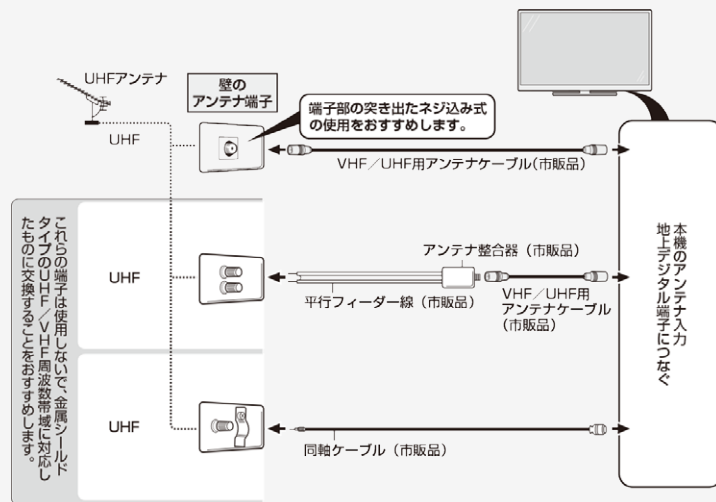 UHFアンテナ
壁の
アンテナ端子
端子部の突き出たネジ込み式
の使用をおすすめします。
UHF
VHF／UHF用アンテナケーブル（市販品）
これらの端子は使用しないで、金属シールド
タイプのUHF／VHF周波数帯域に対応し
たものに交換することをおすすめします。
UHF
アンテナ整合器（市販品）
平行フィーダー線（市販品）
VHF／UHF用
アンテナケーブル
（市販品）
UHF
同軸ケーブル（市販品）
本機のアンテナ入力
地上デジタル端子につなぐ